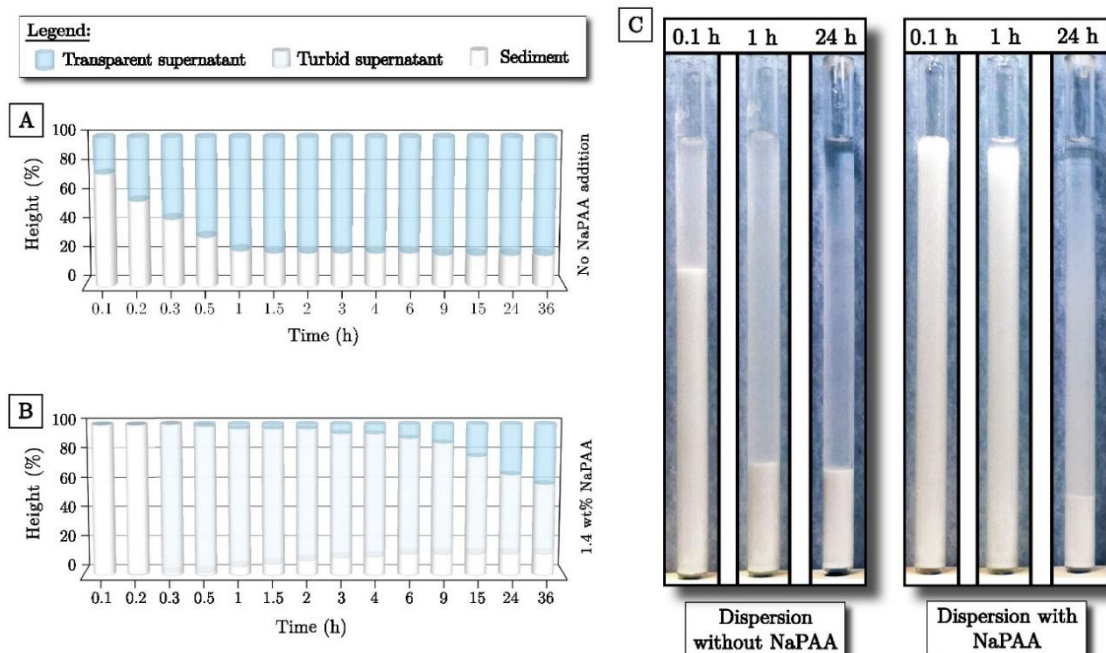 Legend:
Transparent supernatant
Turbid supernatant
Sediment
A
Height (%)
100
80
60
40
20
0
0.1 0.2 0.3 0.5 1 1.5 2 3 4 6 9 15 24 36
Time (h)
No NaPAA addition
B
Height (%)
100
80
60
40
20
0
0.1 0.2 0.3 0.5 1 1.5 2 3 4 6 9 15 24 36
Time (h)
1.4 wt% NaPAA
C
0.1 h 1 h 24 h
0.1 h 1 h 24 h
Dispersion
without NaPAA
Dispersion with
NaPAA